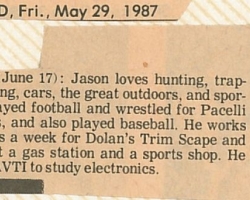 D, Fri., May 29, 1987
June 17): Jason loves hunting, trap-
ng, cars, the great outdoors, and spor-
ayed football and wrestled for Pacelli
s, and also played baseball. He works
s a week for Dolan's Trim Scape and
t a gas station and a sports shop. He
AVTI to study electronics.